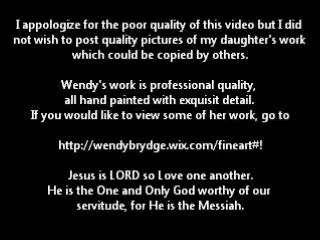 I appologize for the poor quality of this video but I did
not wish to post quality pictures of my daughter's work
which could be copied by others.
Wendy's work is professional quality,
all hand painted with exquisit detail.
If you would like to view some of her work, go to
http://wendybrydge.wix.com/fineart#!
Jesus is LORD so Love one another.
He is the One and Only God worthy of our
servitude, for He is the Messiah.